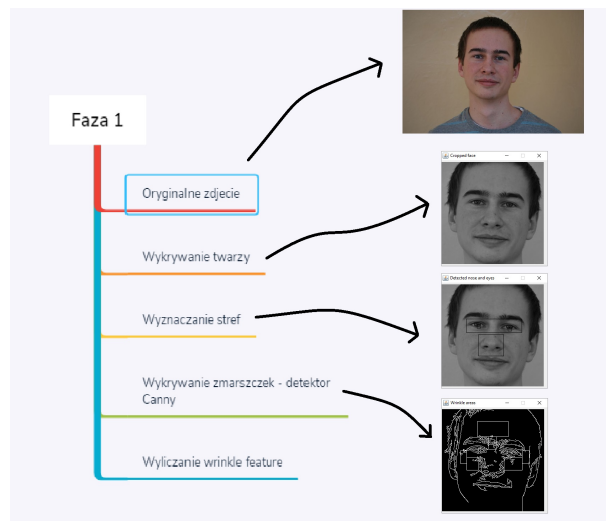 Faza 1
Oryginalne zdjecie
Wykrywanie twarzy
Wyznaczanie stref
Wykrywanie zmarszczek - detektor
Canny
Wyliczanie wrinkle feature
Cropped face
Detected nose and eyes
Wrinkle areas